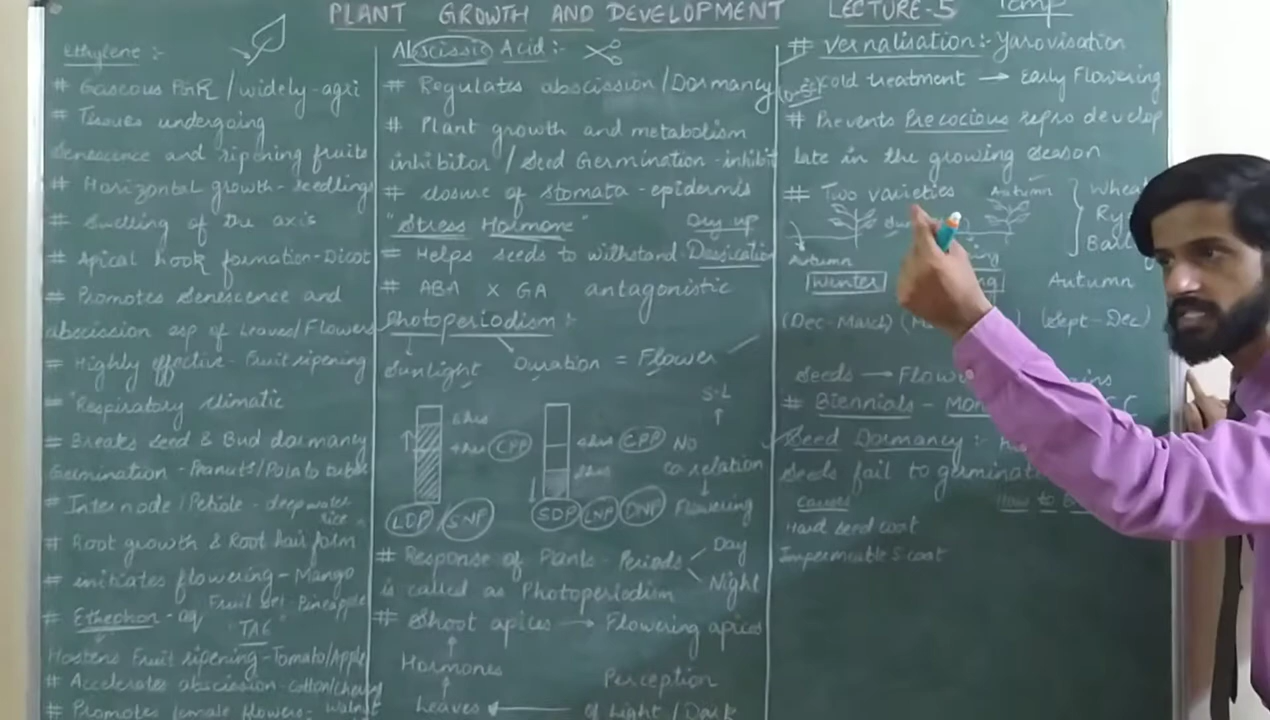 PLANT GROWTH AND DEVELOPMENT LECTURE-5 Temp
Ethylene :-
# Gaseous PGR / widely-agri
# Tissues undergoing
Senescence and ripening fruits
# Horizontal growth - seedlings
# Swelling of the axis
# Apical hook formation - Dicot
# Promotes Senescence and
abscission esp of Leaves/Flowers
# Highly effective - Fruit ripening
# "Respiratory climatic
# Breaks Seed & Bud dormancy
Germination - Peanuts/Potato tuber
# Internode/Petiole - deep water
rice
# Root growth & Root hair form
# initiates flowering - Mango
Fruit set - Pineapple
# Ethephon - aq
"TAC"
Hastens Fruit ripening - Tomato/Apple
# Accelerates abscission - cotton/cherry
walnut
# Promotes female flowers -
Abscissic Acid :-
# Regulates abscission / Dormancy
# Plant growth and metabolism
inhibitor / Seed Germination - inhibit
# closure of stomata - epidermis
"Stress Hormone" Dry up
# Helps seeds to withstand Dessication
# ABA x GA antagonistic
Photoperiodism :-
Sunlight Duration = Flower
CPP
CPP
S-L
NO
co relation
Flowering
LDP SNP SDP LNP DNP
# Response of Plants - Periods Day
Night
is called as Photoperiodism
# Shoot apices → Flowering apices
Hormones
Perception
Leaves ← of Light / Dark
# Vernalisation :- Yarovisation
cold treatment → Early Flowering
# Prevents Precocious repro develop
late in the growing season
# Two varieties Autumn
Autumn
Winter
Autumn
(Dec-March) (Sept-Dec)
Seeds →
# Biennials -
Seed Dormancy :-
Seeds fail to germinat
causes How to
Hard seed coat
Impermeable S coat